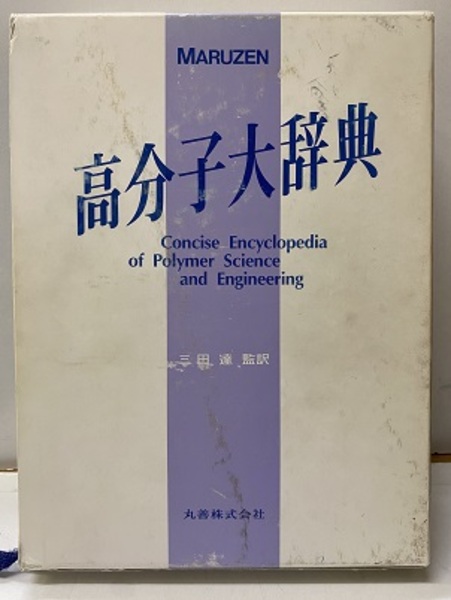 MARUZEN
高分子大辞典
Concise Encyclopedia
of Polymer Science
and Engineering
三田 達 監訳
丸善株式会社